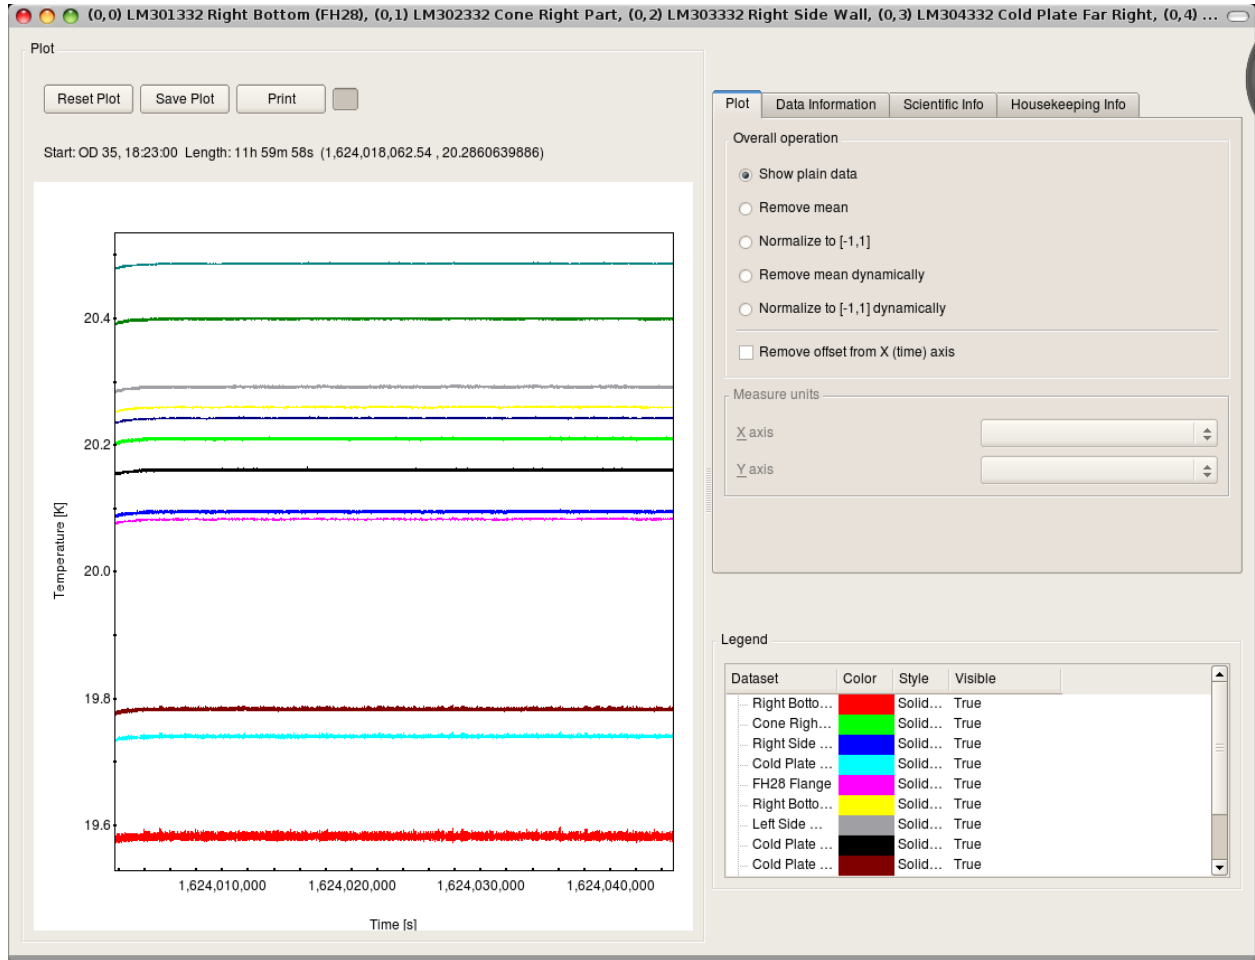 (0,0) LM301332 Right Bottom (FH28), (0,1) LM302332 Cone Right Part, (0,2) LM303332 Right Side Wall, (0,3) LM304332 Cold Plate Far Right, (0,4) ...
Plot
Reset Plot Save Plot Print
Start: OD 35, 18:23:00 Length: 11h 59m 58s (1,624,018,062.54 , 20.2860639886)
20.4
20.2
20.0
19.8
19.6
Temperature [K]
1,624,010,000 1,624,020,000 1,624,030,000 1,624,040,000
Time [s]
Plot Data Information Scientific Info Housekeeping Info
Overall operation
Show plain data
Remove mean
Normalize to [-1,1]
Remove mean dynamically
Normalize to [-1,1] dynamically
Remove offset from X (time) axis
Measure units
X axis
Y axis
Legend
Dataset Color Style Visible
Right Botto... Solid... True
Cone Righ... Solid... True
Right Side ... Solid... True
Cold Plate ... Solid... True
FH28 Flange Solid... True
Right Botto... Solid... True
Left Side ... Solid... True
Cold Plate ... Solid... True
Cold Plate ... Solid... True